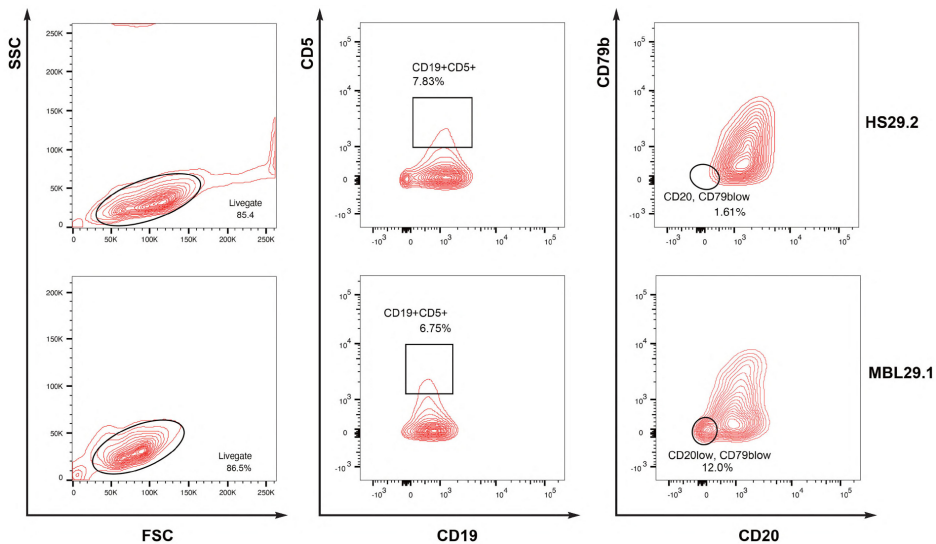 SSC
250K
200K
150K
100K
50K
0
0
50K
100K
150K
200K
250K
Livegate
85.4
CD5
10^5
10^4
10^3
0
-10^3
-10^3
0
10^3
10^4
10^5
CD19+CD5+
7.83%
CD79b
10^5
10^4
10^3
0
-10^3
-10^3
0
10^3
10^4
10^5
CD20, CD79blow
1.61%
HS29.2
200K
150K
100K
50K
0
0
50K
100K
150K
200K
250K
Livegate
86.5%
10^5
10^4
10^3
0
-10^3
-10^3
0
10^3
10^4
10^5
CD19+CD5+
6.75%
10^5
10^4
10^3
0
-10^3
-10^3
0
10^3
10^4
10^5
CD20low, CD79blow
12.0%
MBL29.1
FSC
CD19
CD20